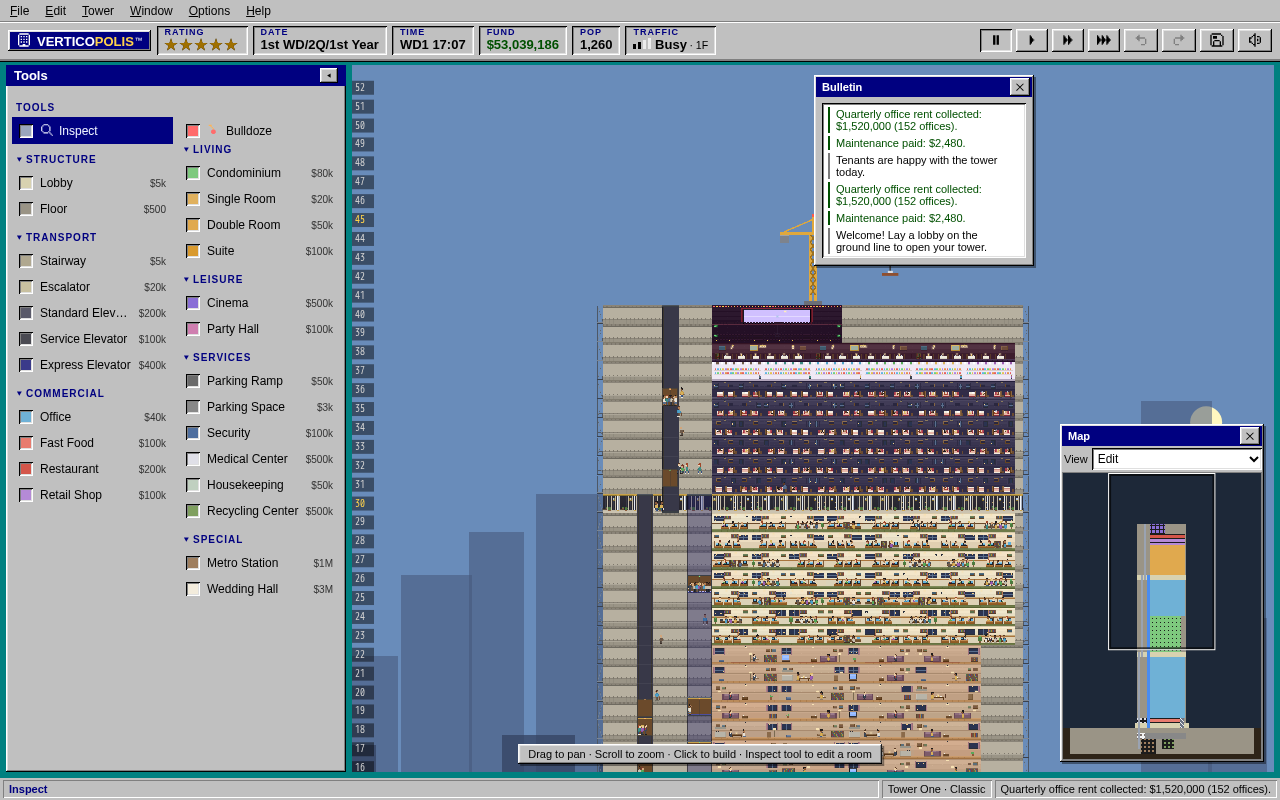 File Edit Tower Window Options Help
VERTICOPOLIS™
RATING
DATE
1st WD/2Q/1st Year
TIME
WD1 17:07
FUND
$53,039,186
POP
1,260
TRAFFIC
Busy · 1F
Tools
TOOLS
Inspect
Bulldoze
STRUCTURE
Lobby $5k
Floor $500
TRANSPORT
Stairway $5k
Escalator $20k
Standard Elev… $200k
Service Elevator $100k
Express Elevator $400k
COMMERCIAL
Office $40k
Fast Food $100k
Restaurant $200k
Retail Shop $100k
LIVING
Condominium $80k
Single Room $20k
Double Room $50k
Suite $100k
LEISURE
Cinema $500k
Party Hall $100k
SERVICES
Parking Ramp $50k
Parking Space $3k
Security $100k
Medical Center $500k
Housekeeping $50k
Recycling Center $500k
SPECIAL
Metro Station $1M
Wedding Hall $3M
52
51
50
49
48
47
46
45
44
43
42
41
40
39
38
37
36
35
34
33
32
31
30
29
28
27
26
25
24
23
22
21
20
19
18
17
16
Bulletin
Quarterly office rent collected:
$1,520,000 (152 offices).
Maintenance paid: $2,480.
Tenants are happy with the tower
today.
Quarterly office rent collected:
$1,520,000 (152 offices).
Maintenance paid: $2,480.
Welcome! Lay a lobby on the
ground line to open your tower.
Map
View Edit
Drag to pan · Scroll to zoom · Click to build · Inspect tool to edit a room
Inspect
Tower One · Classic
Quarterly office rent collected: $1,520,000 (152 offices).